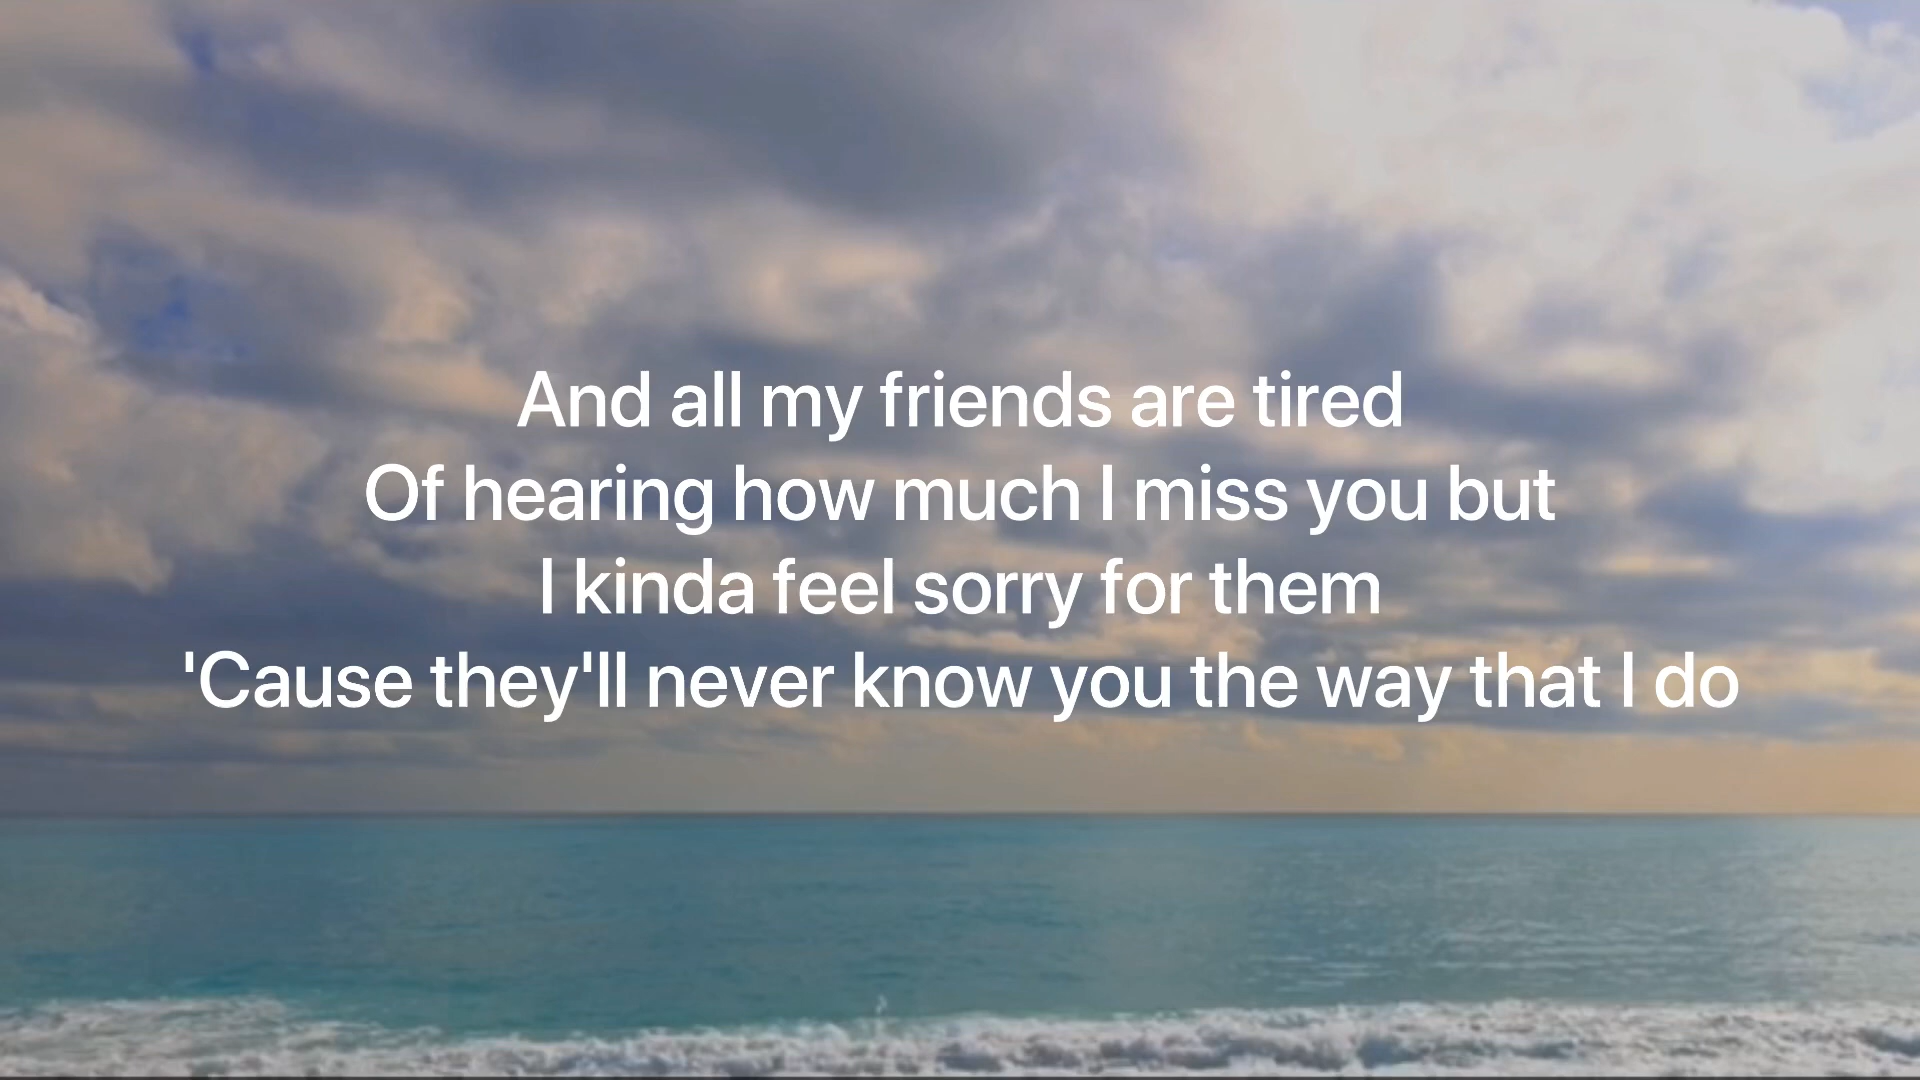 And all my friends are tired
Of hearing how much I miss you but
I kinda feel sorry for them
'Cause they'll never know you the way that I do